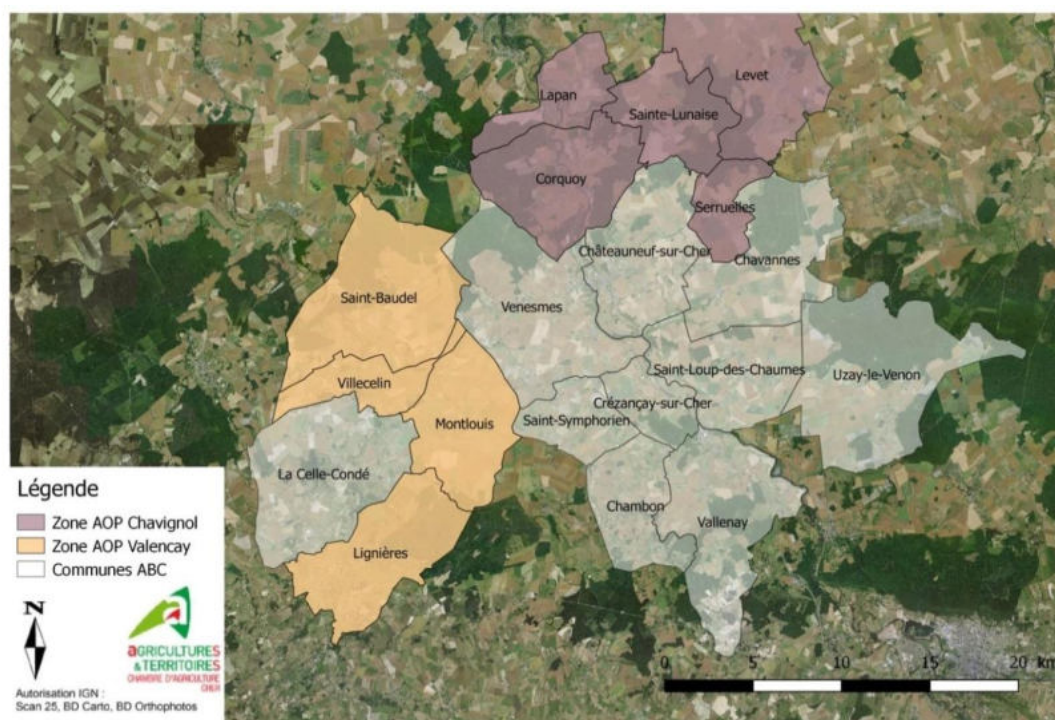 Levet
Lapan
Sainte-Lunaise
Corquoy
Serruelles
Châteauneuf-sur-Cher
Chavannes
Saint-Baudel
Venesmes
Saint-Loup-des-Chaumes
Uzay-le-Venon
Villecelin
Crézançay-sur-Cher
Saint-Symphorien
Montlouis
La Celle-Condé
Chambon
Vallenay
Lignières
Légende
Zone AOP Chavignol
Zone AOP Valencay
Communes ABC
N
aGRICULTURES
& TERRITOIRES
CHAMBRE D'AGRICULTURE
CHER
Autorisation IGN :
Scan 25, BD Carto, BD Orthophotos
0 5 10 15 20 km